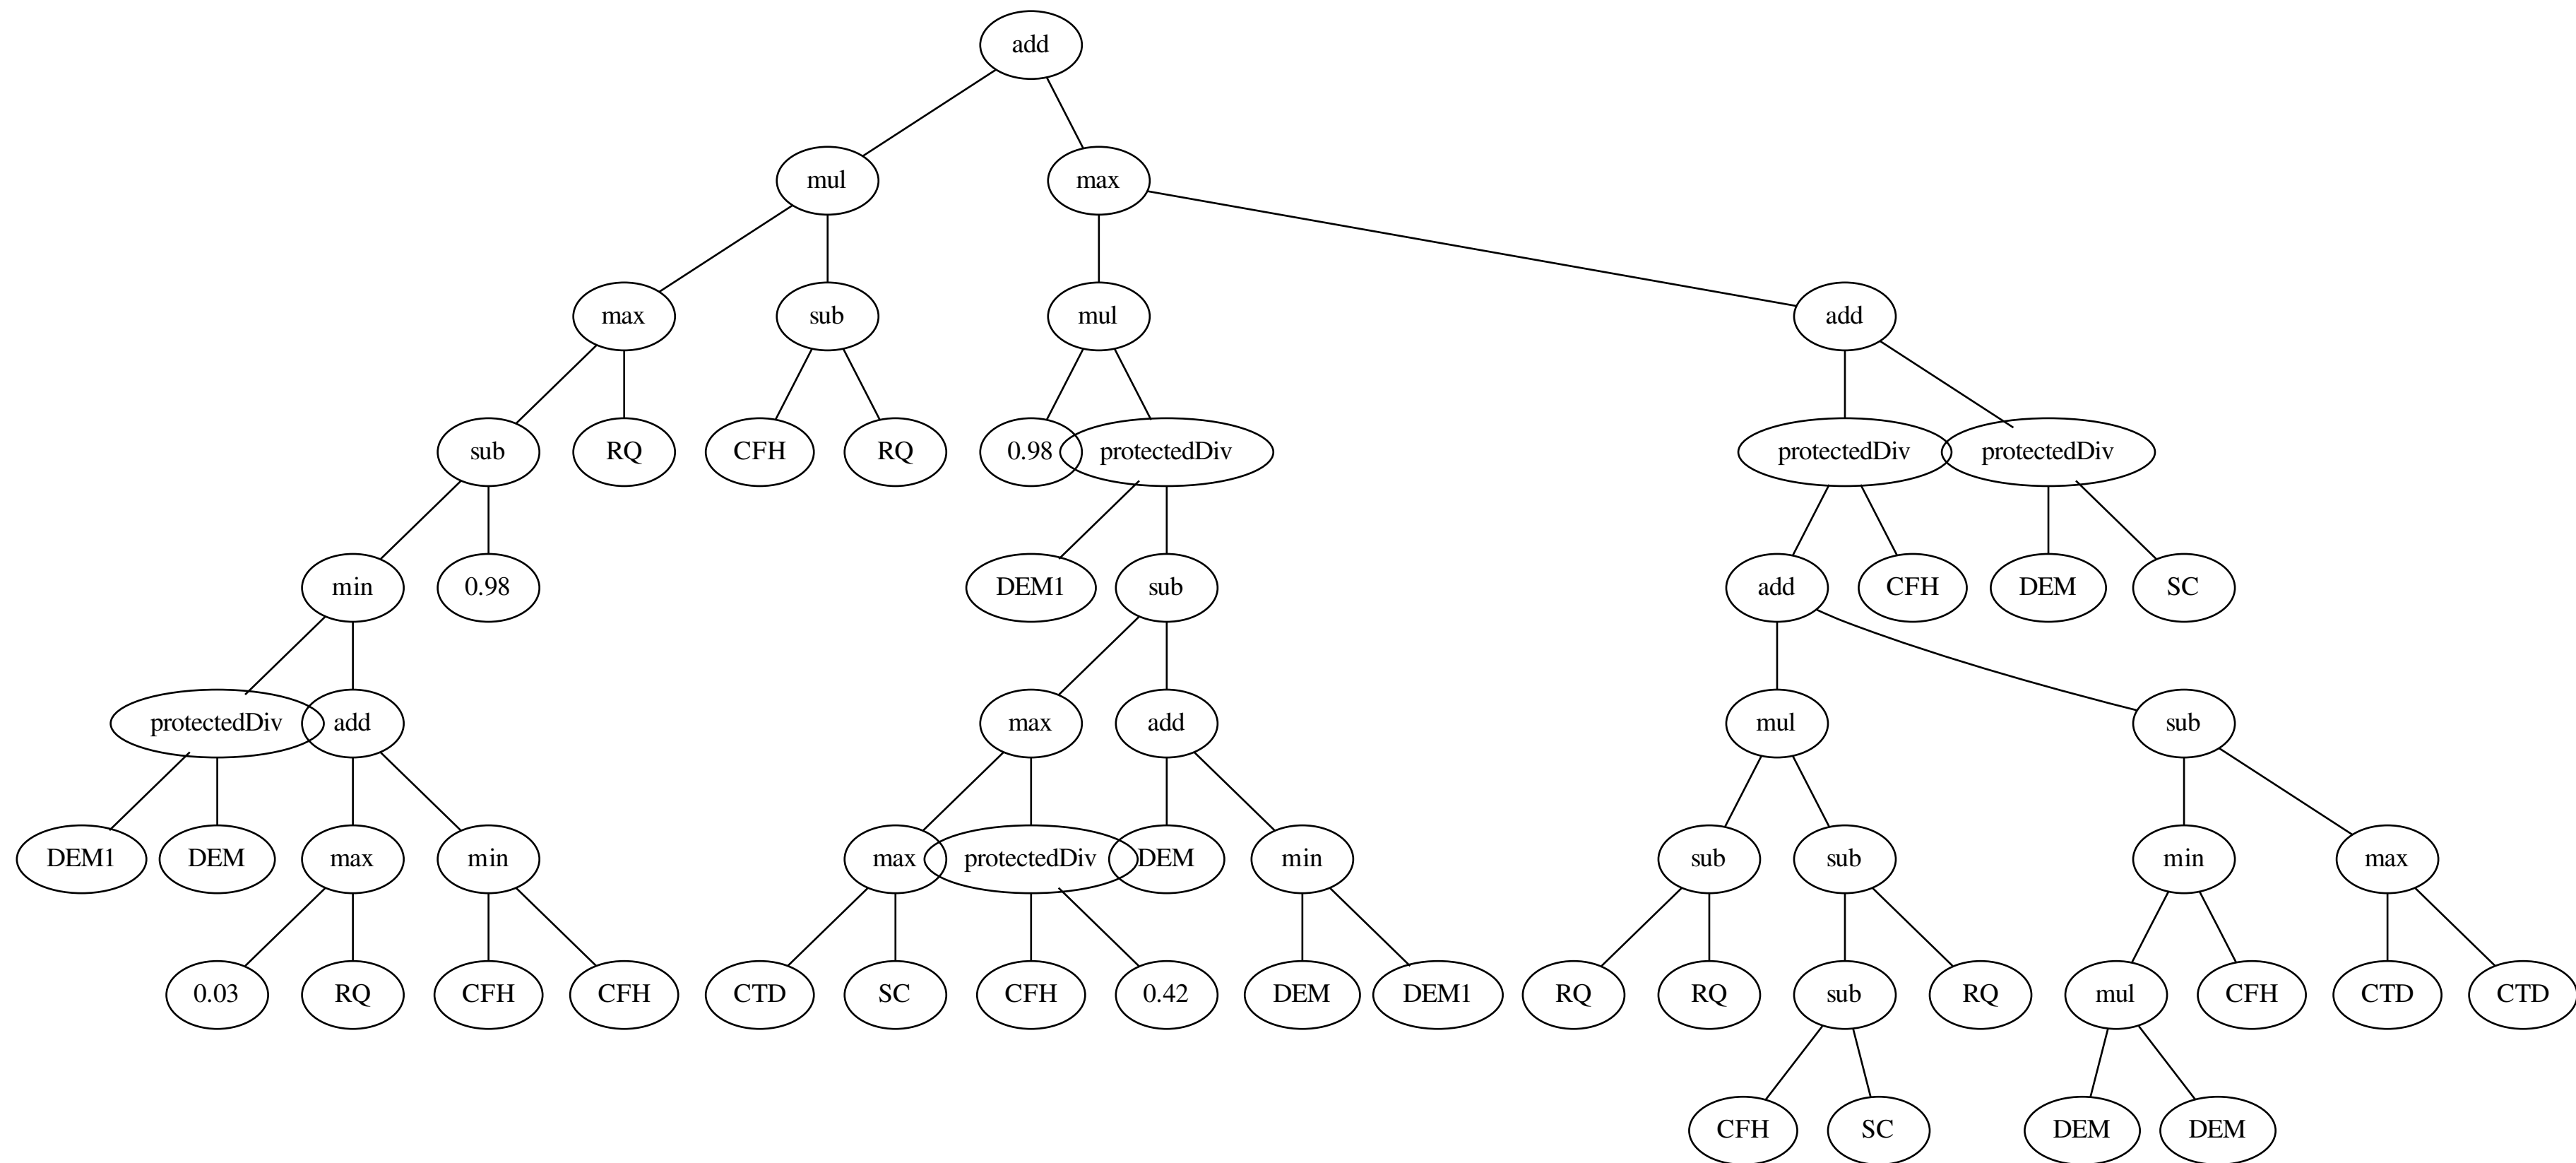 add
mul max
max sub mul add
sub RQ CFH RQ 0.98 protectedDiv protectedDiv protectedDiv
min 0.98 DEM1 sub add CFH DEM SC
protectedDiv add max add mul sub
DEM1 DEM max min max protectedDiv DEM min sub sub min max
0.03 RQ CFH CFH CTD SC CFH 0.42 DEM DEM1 RQ RQ sub RQ mul CFH CTD CTD
CFH SC DEM DEM